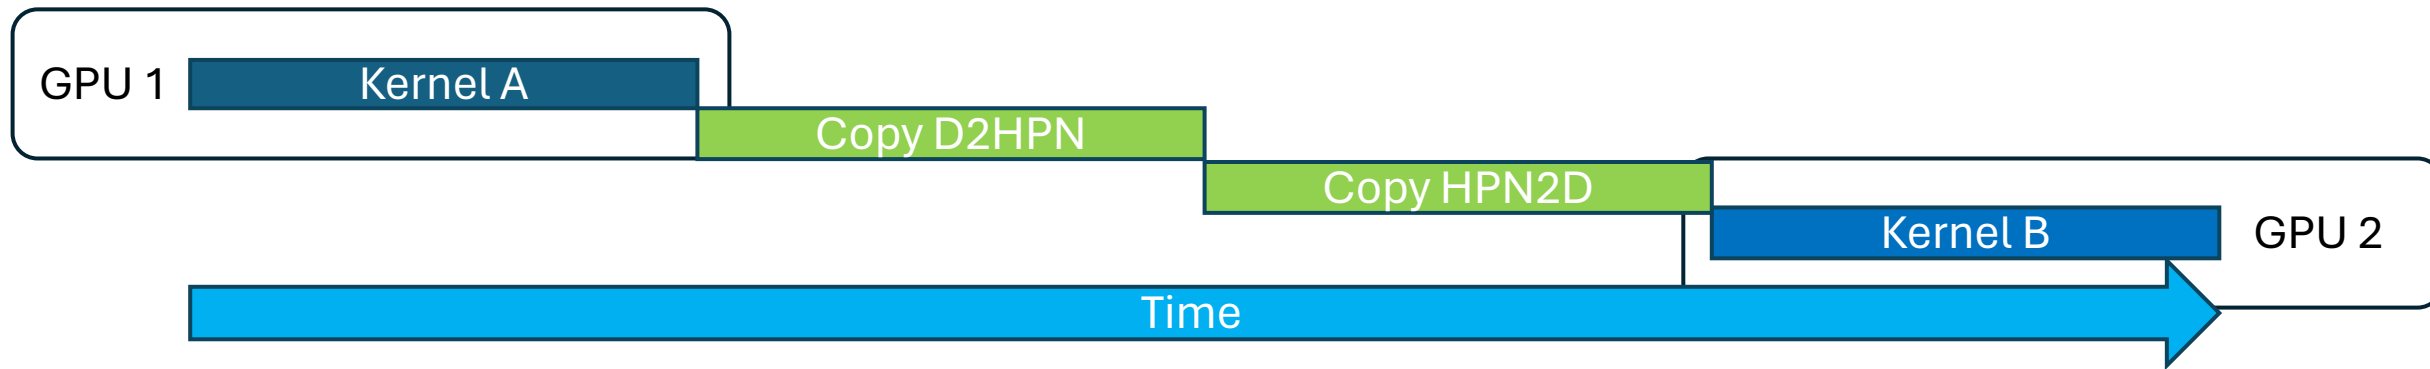 GPU 1
Kernel A
Copy D2HPN
Copy HPN2D
Kernel B
GPU 2
Time